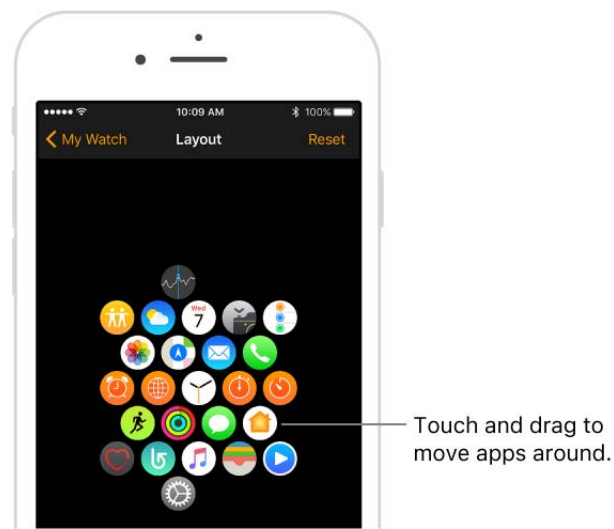 10:09 AM
100%
My Watch
Layout
Reset
Wed
7
Touch and drag to
move apps around.